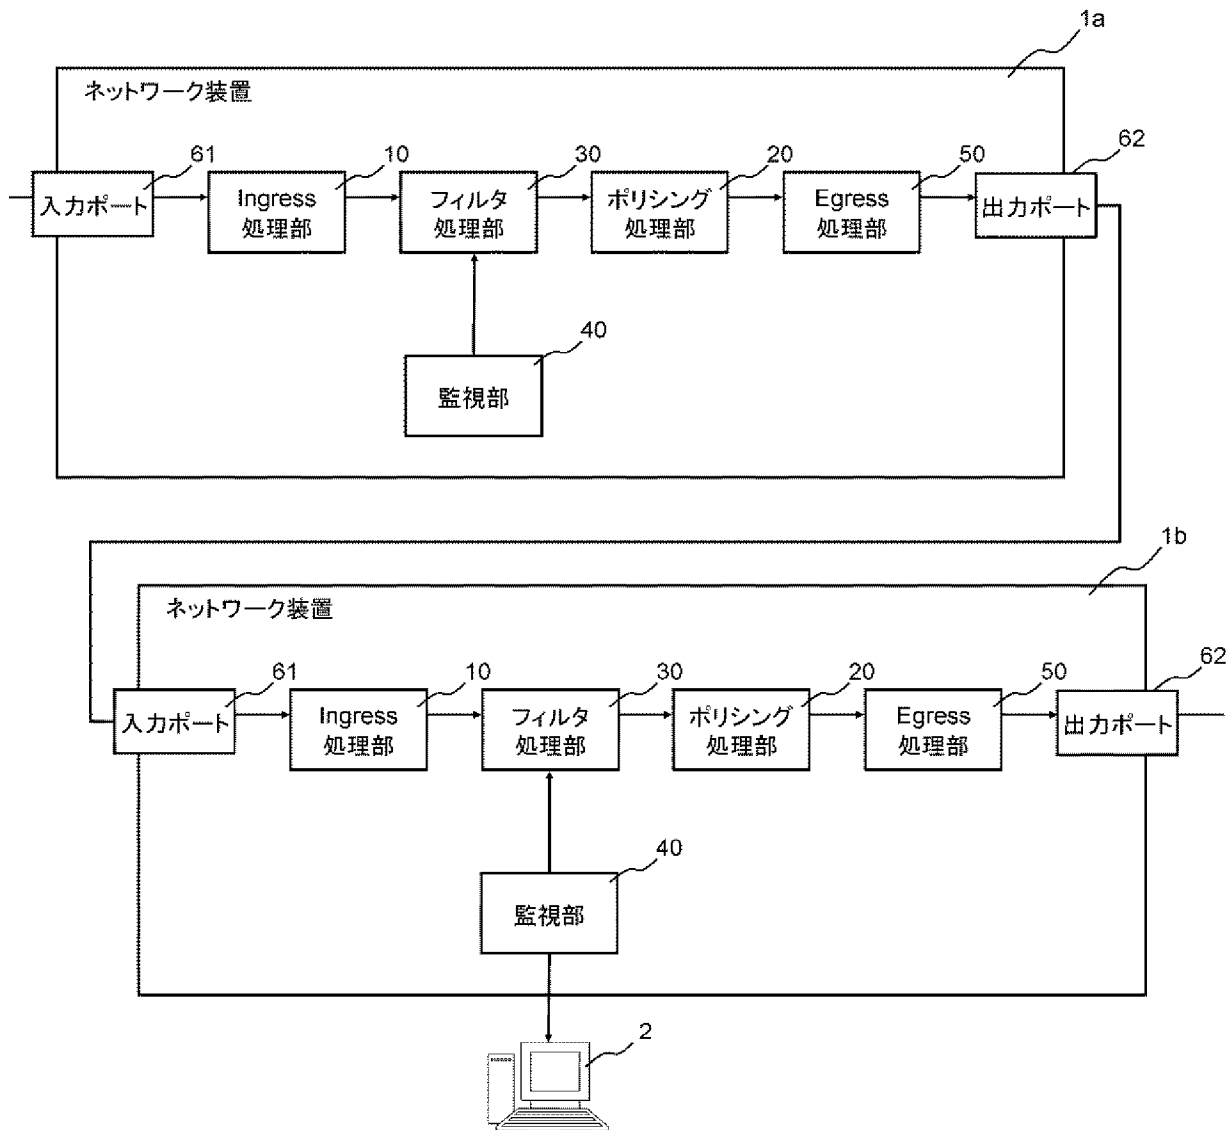 1a
ネットワーク装置
61
10
30
20
50
62
入力ポート
Ingress
処理部
フィルタ
処理部
ポリシング
処理部
Egress
処理部
出力ポート
40
監視部
1b
ネットワーク装置
61
10
30
20
50
62
入力ポート
Ingress
処理部
フィルタ
処理部
ポリシング
処理部
Egress
処理部
出力ポート
40
監視部
2